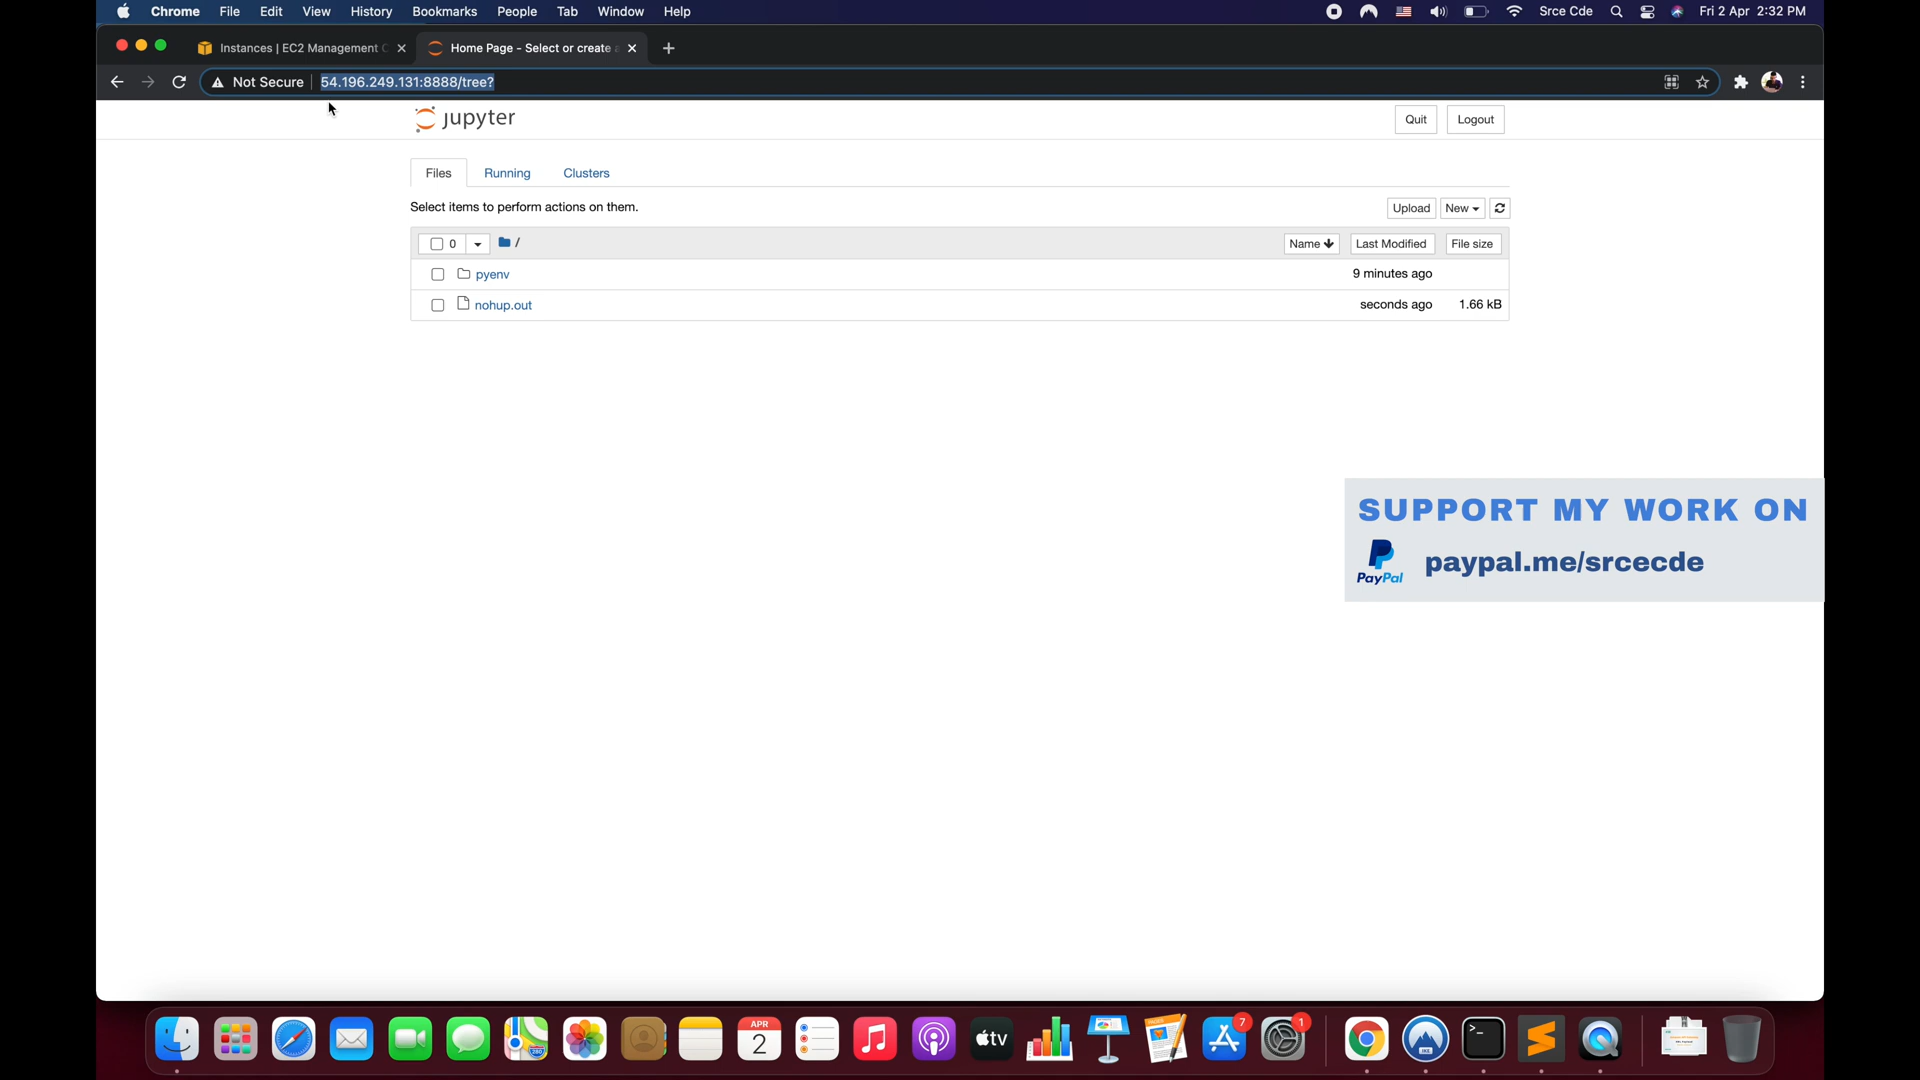 Chrome File Edit View History Bookmarks People Tab Window Help Srce Cde Fri 2 Apr 2:32 PM
Instances | EC2 Management C Home Page - Select or create a
Not Secure 54.196.249.131:8888/tree?
jupyter Quit Logout
Files Running Clusters
Select items to perform actions on them. Upload New
0 / Name Last Modified File size
pyenv 9 minutes ago
nohup.out seconds ago 1.66 kB
SUPPORT MY WORK ON
PayPal paypal.me/srcecde
APR 2 280 tv 7 1 >_